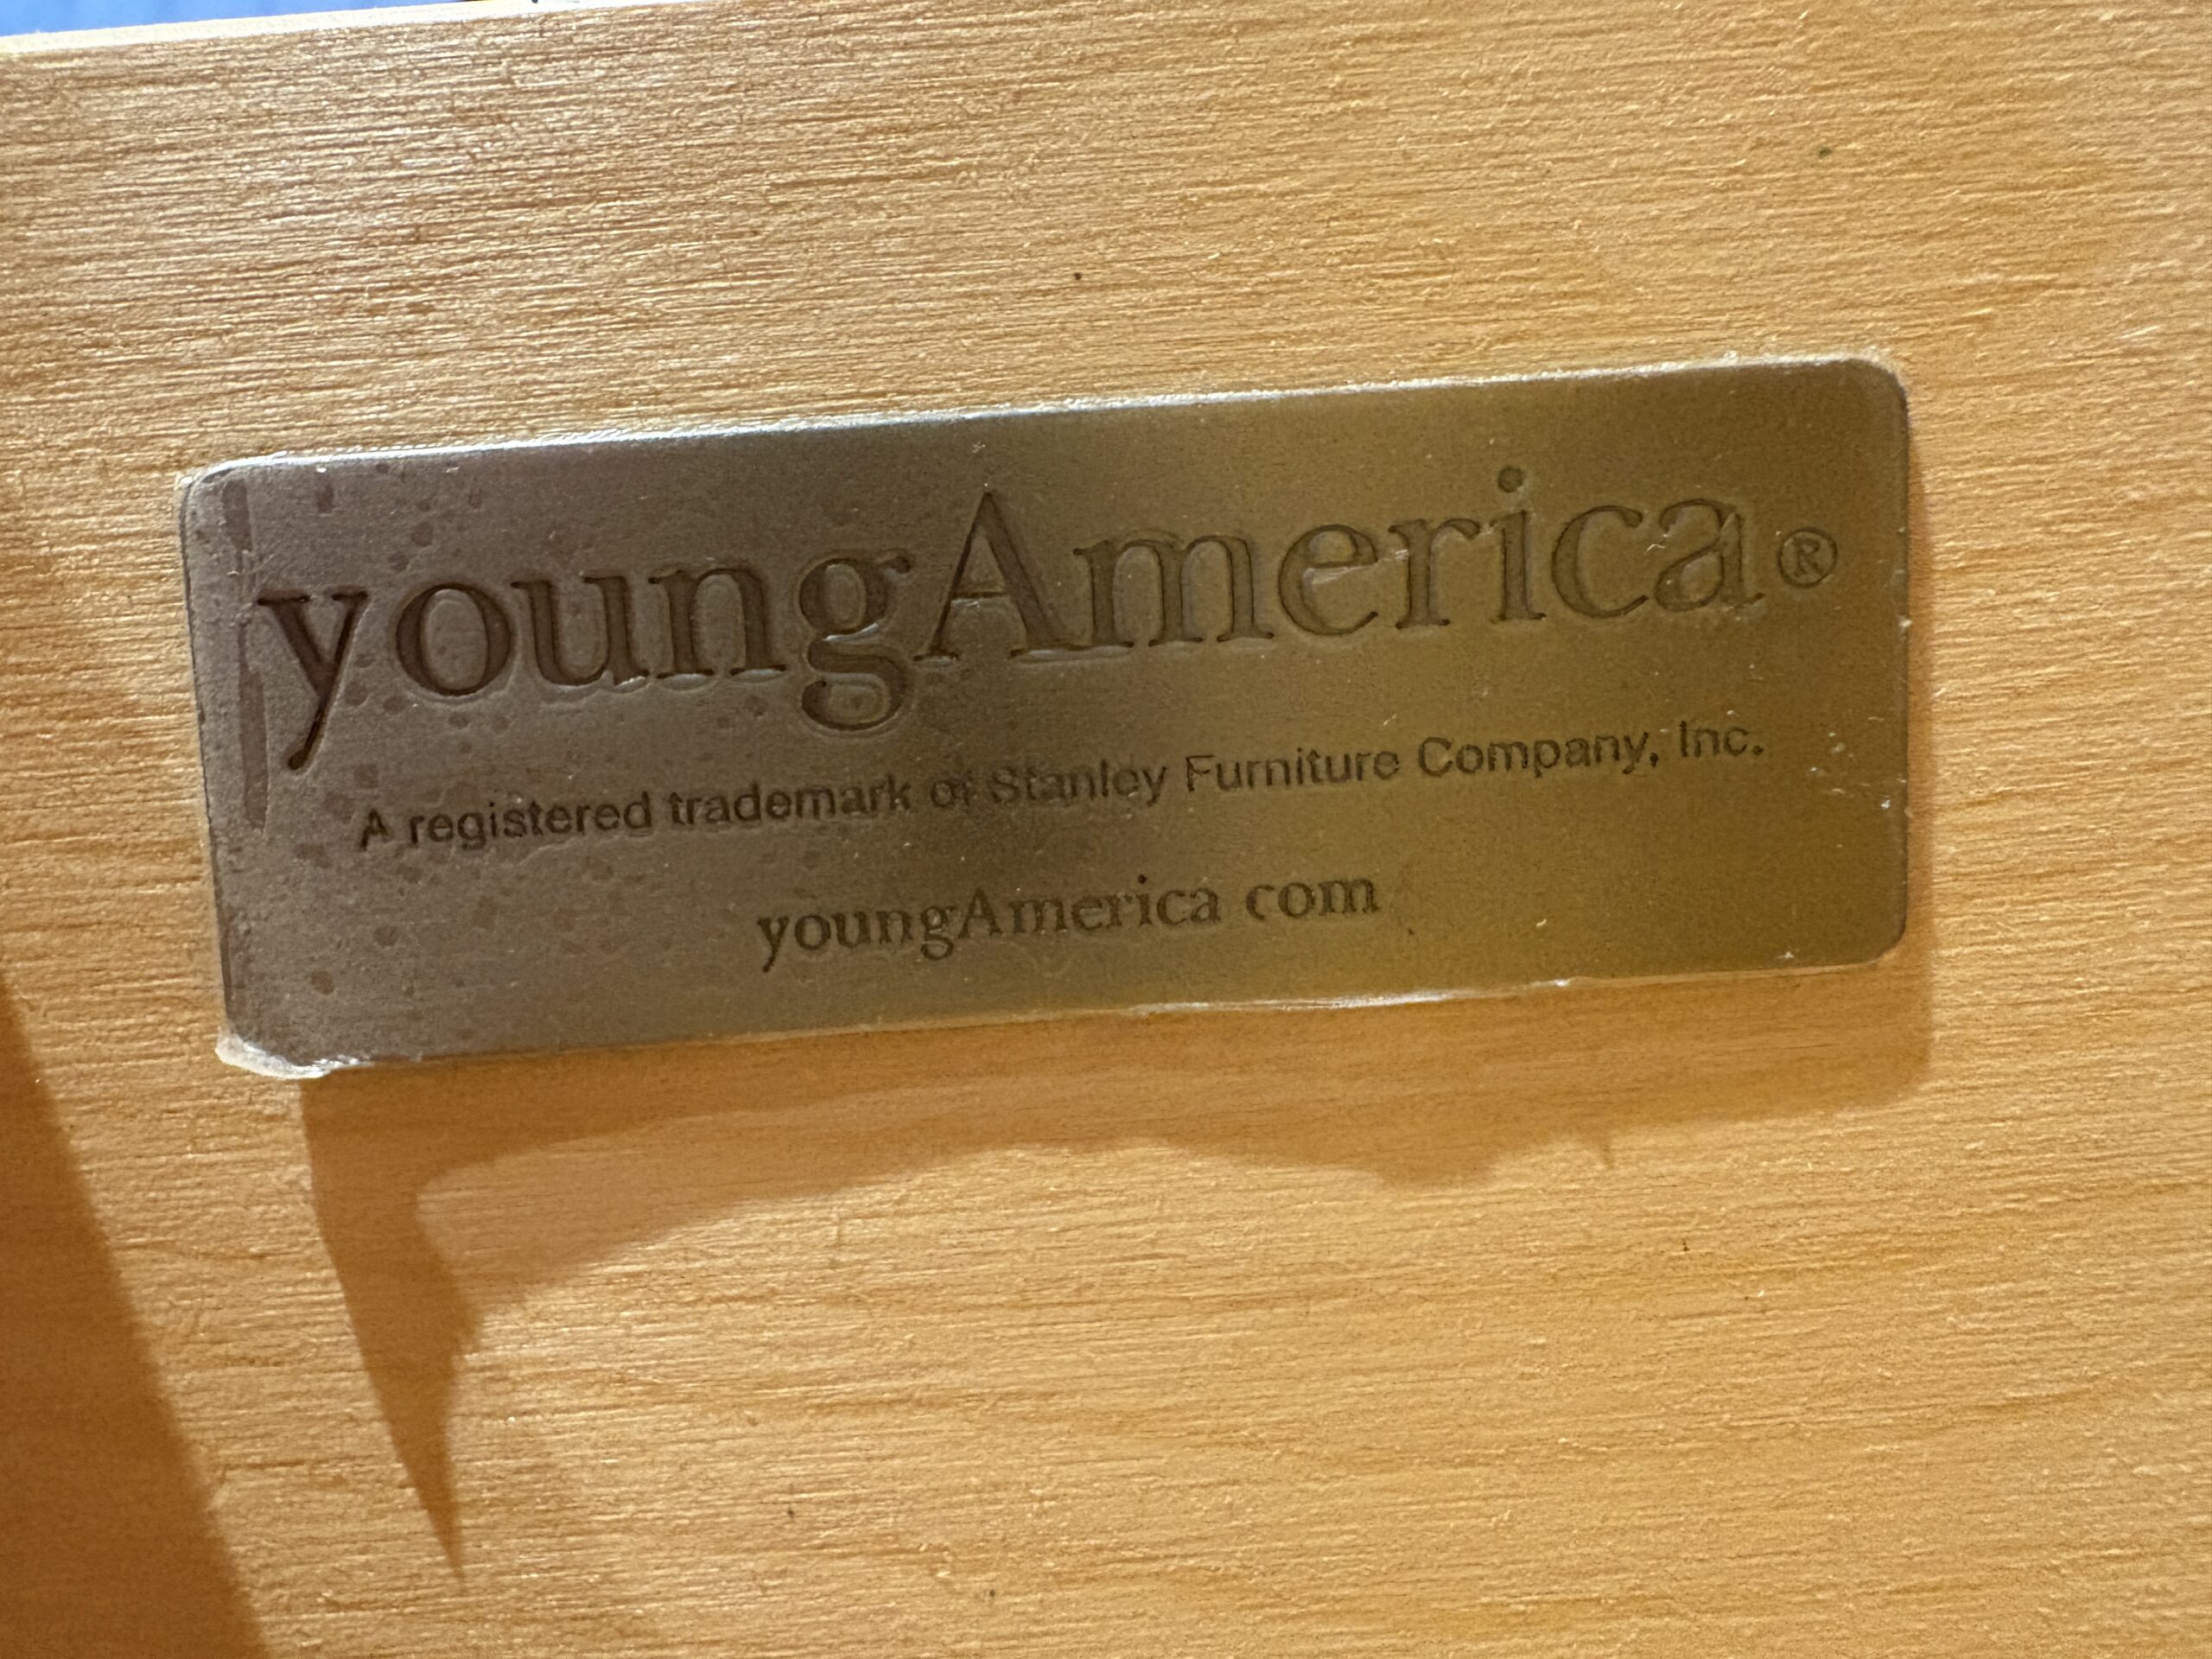 youngAmerica®
A registered trademark of Stanley Furniture Company, Inc.
youngAmerica com